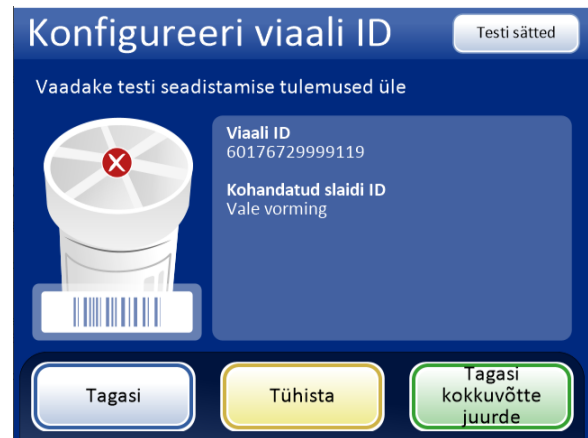 Konfigureeri viaali ID
Testi sätted
Vaadake testi seadistamise tulemused üle
Viaali ID
60176729999119
Kohandatud slaidi ID
Vale vorming
Tagasi
Tühista
Tagasi
kokkuvõtte
juurde